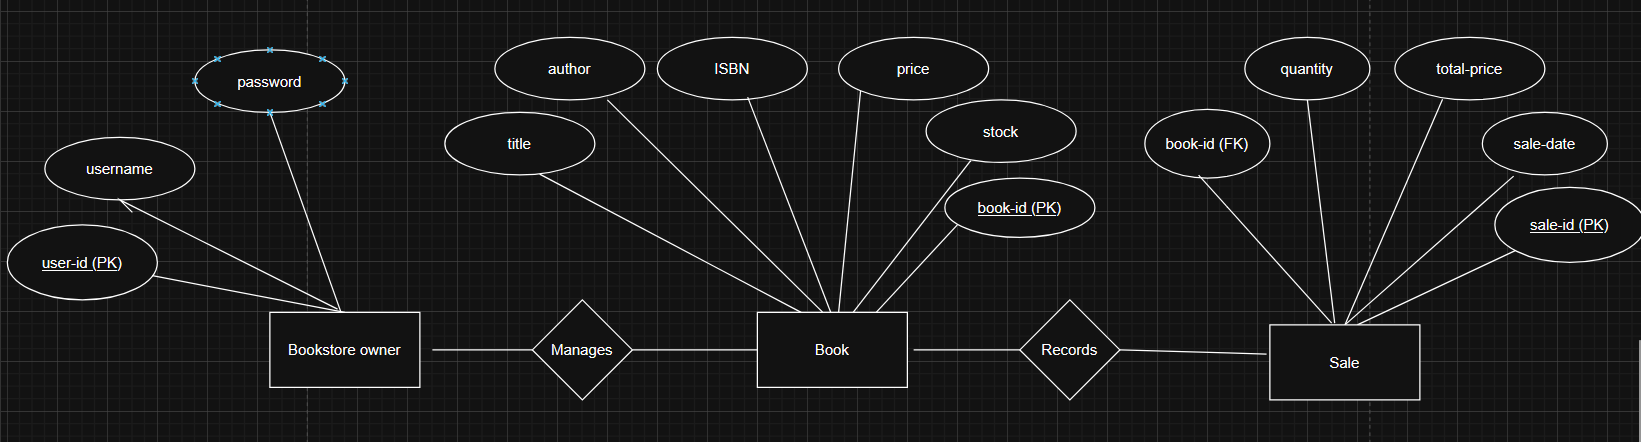 password
username
user-id (PK)
author
ISBN
price
title
stock
book-id (PK)
quantity
total-price
book-id (FK)
sale-date
sale-id (PK)
Bookstore owner
Manages
Book
Records
Sale